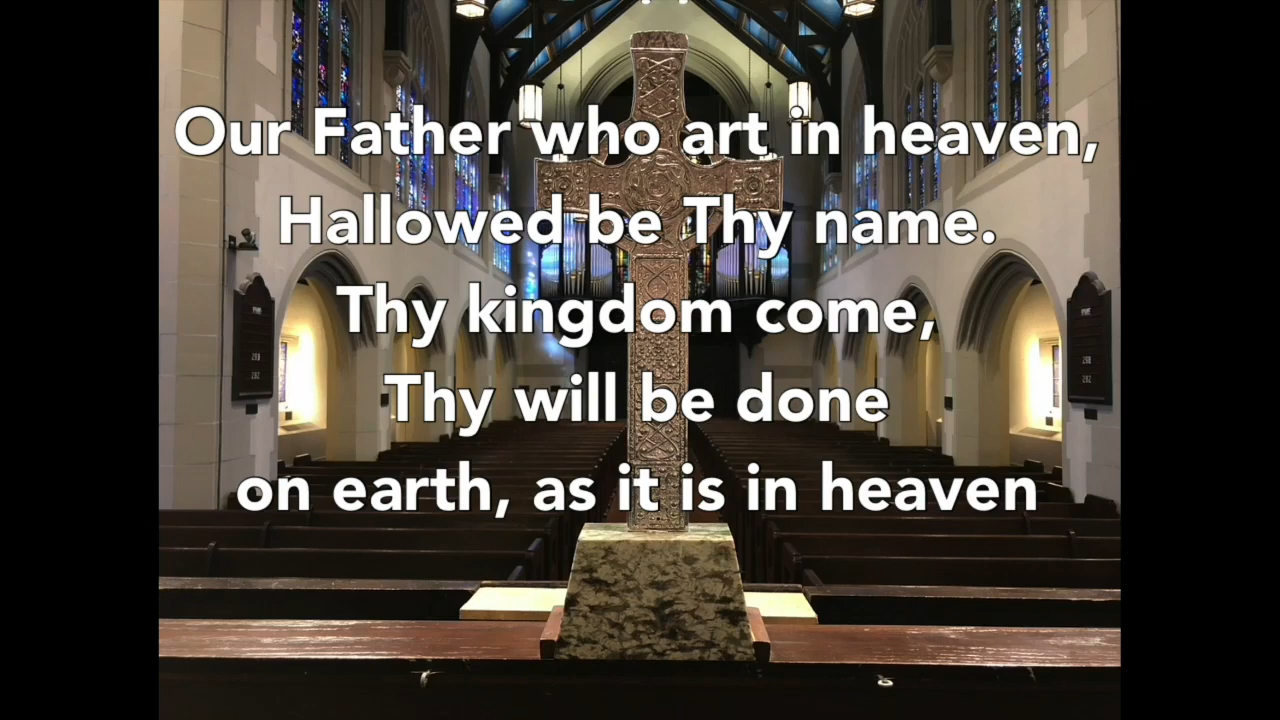 Our Father who art in heaven,
Hallowed be Thy name.
Thy kingdom come,
Thy will be done
on earth, as it is in heaven